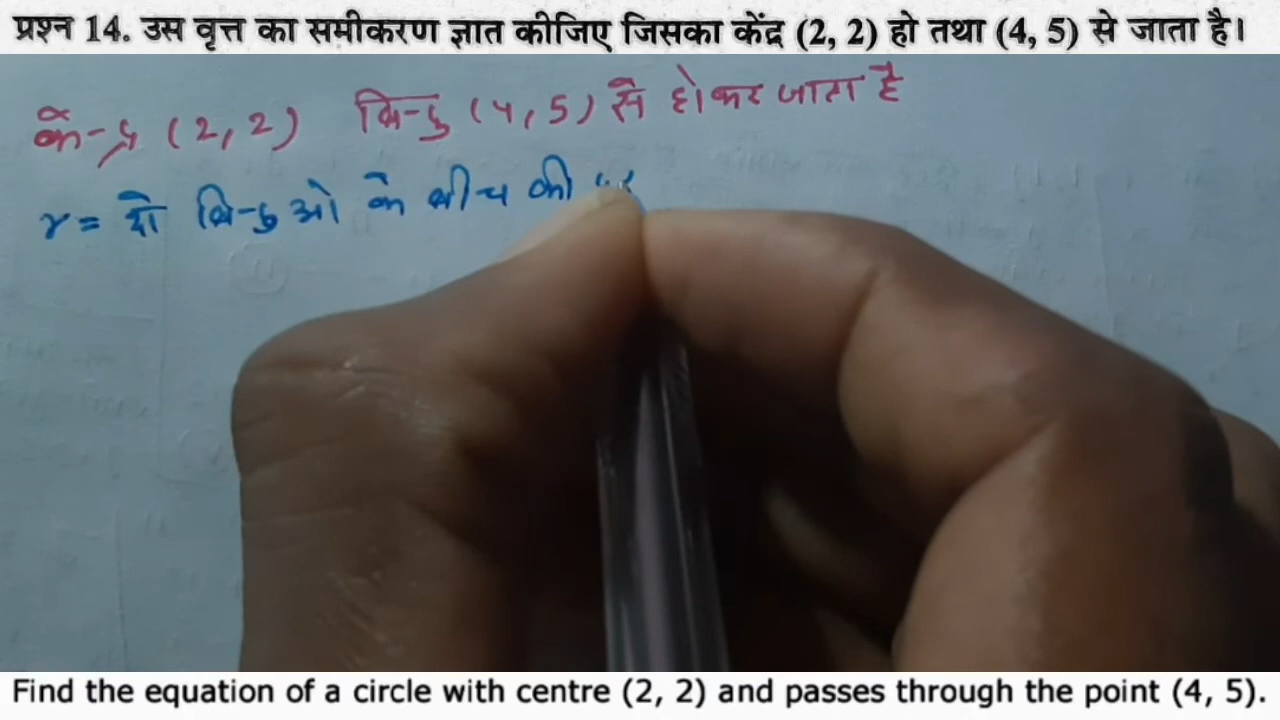 प्रश्न 14. उस वृत्त का समीकरण ज्ञात कीजिए जिसका केंद्र (2, 2) हो तथा (4, 5) से जाता है।
केन्द्र (2, 2) बिन्दु (4, 5) से होकर जाता है
r = दो बिन्दुओ के बीच की
Find the equation of a circle with centre (2, 2) and passes through the point (4, 5).